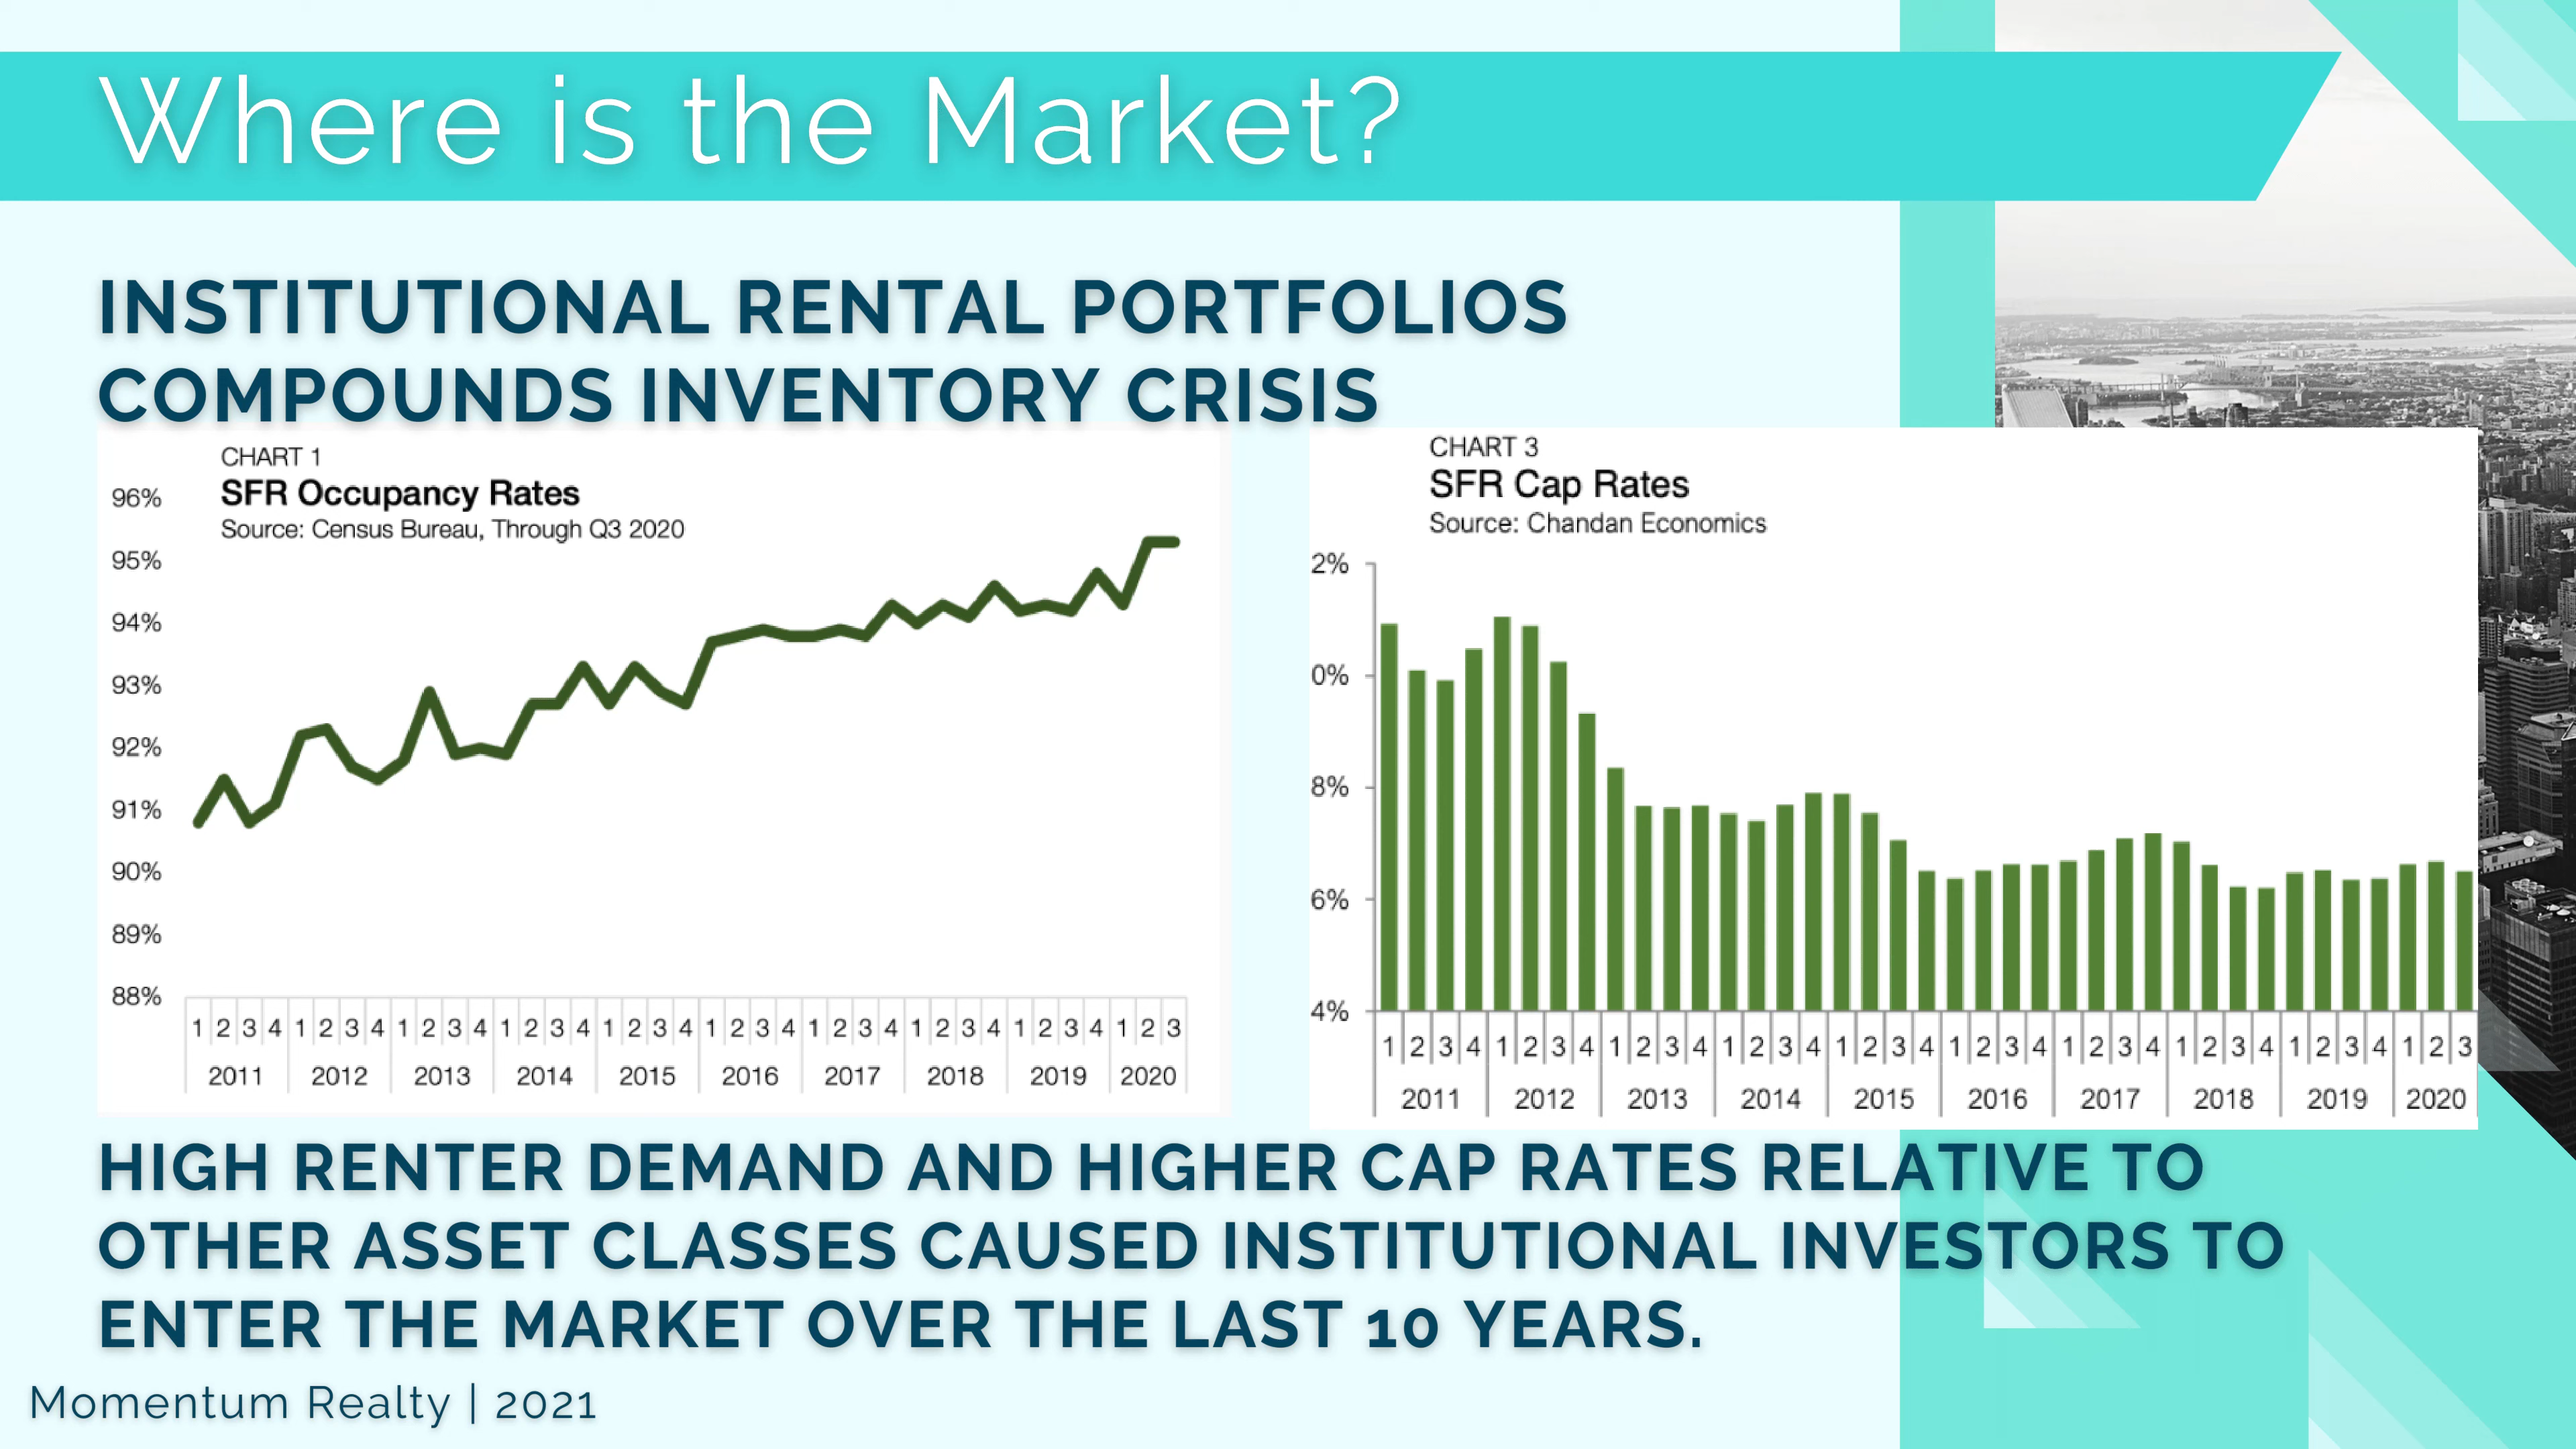 Where is the Market?
INSTITUTIONAL RENTAL PORTFOLIOS
COMPOUNDS INVENTORY CRISIS
CHART 1
SFR Occupancy Rates
Source: Census Bureau, Through Q3 2020
96%
95%
94%
93%
92%
91%
90%
89%
88%
1 2 3 4 1 2 3 4 1 2 3 4 1 2 3 4 1 2 3 4 1 2 3 4 1 2 3 4 1 2 3 4 1 2 3 4 1 2 3
2011 2012 2013 2014 2015 2016 2017 2018 2019 2020
CHART 3
SFR Cap Rates
Source: Chandan Economics
2%
0%
8%
6%
4%
1 2 3 4 1 2 3 4 1 2 3 4 1 2 3 4 1 2 3 4 1 2 3 4 1 2 3 4 1 2 3 4 1 2 3 4 1 2 3
2011 2012 2013 2014 2015 2016 2017 2018 2019 2020
HIGH RENTER DEMAND AND HIGHER CAP RATES RELATIVE TO
OTHER ASSET CLASSES CAUSED INSTITUTIONAL INVESTORS TO
ENTER THE MARKET OVER THE LAST 10 YEARS.
Momentum Realty | 2021